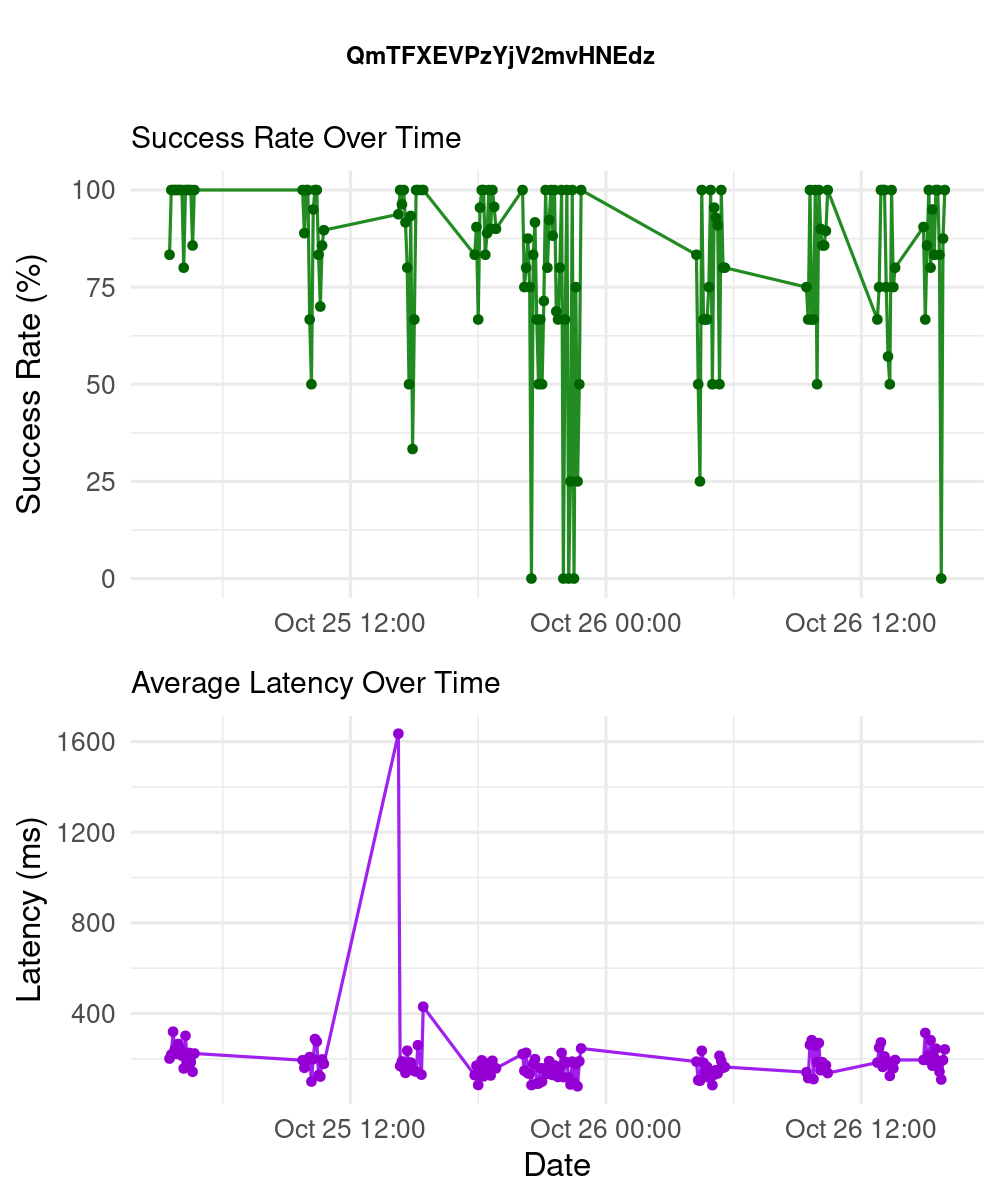 QmTFXEVPzYjV2mvHNEdz
Success Rate Over Time
Success Rate (%)
100
75
50
25
0
Oct 25 12:00
Oct 26 00:00
Oct 26 12:00
Average Latency Over Time
Latency (ms)
1600
1200
800
400
Oct 25 12:00
Oct 26 00:00
Oct 26 12:00
Date